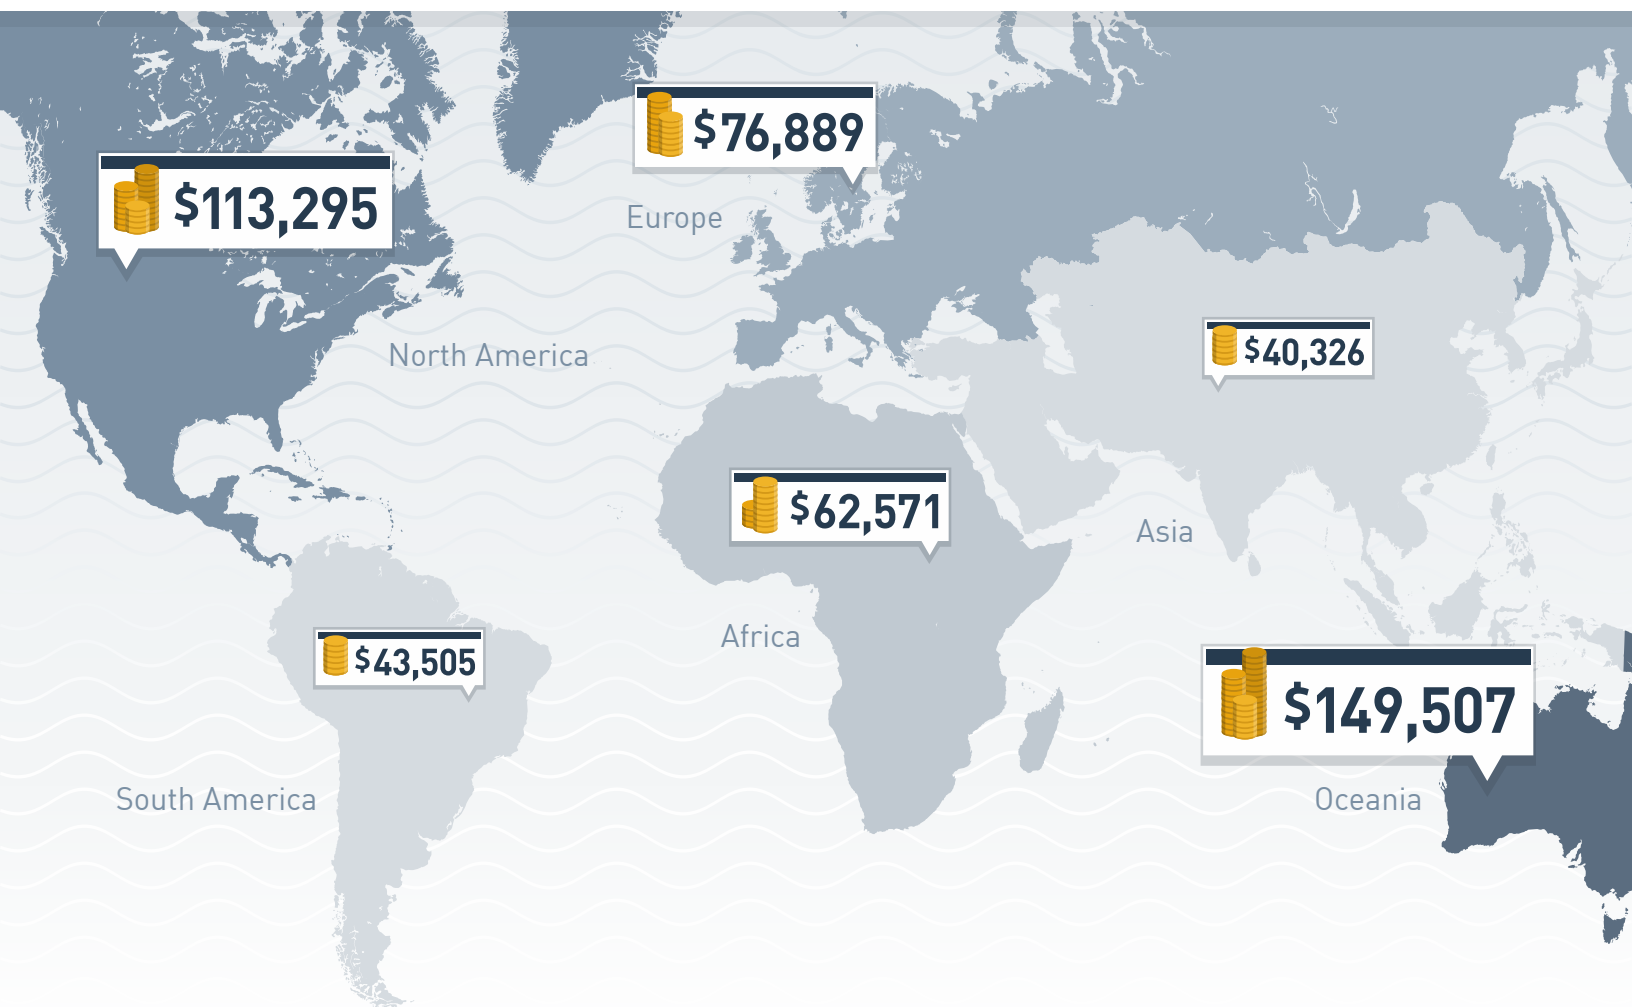 $76,889
Europe
$113,295
North America
$40,326
Asia
$62,571
Africa
$43,505
South America
$149,507
Oceania